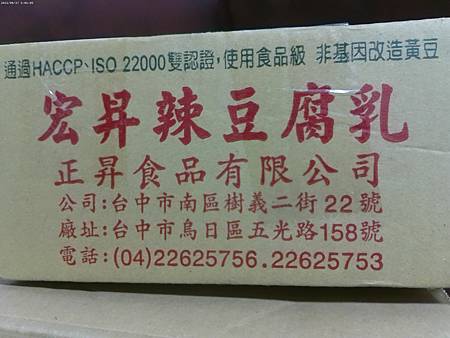 通過HACCP、ISO 22000雙認證,使用食品級 非基因改造黃豆
宏昇辣豆腐乳
正昇食品有限公司
公司:台中市南區樹義二街22號
廠址:台中市烏日區五光路158號
電話:(04)22625756.22625753